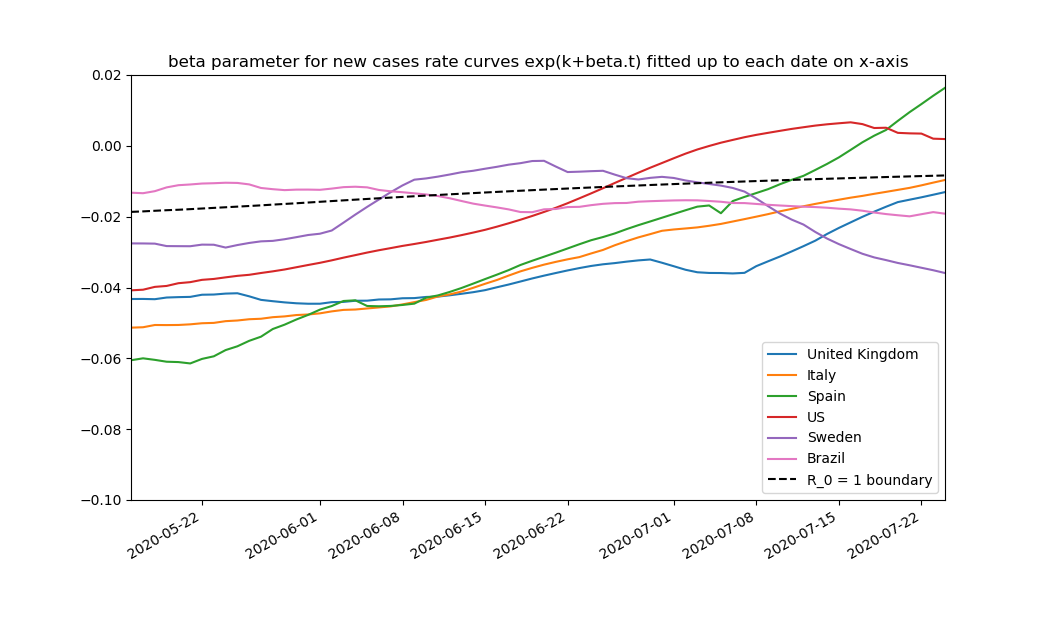 beta parameter for new cases rate curves exp(k+beta.t) fitted up to each date on x-axis
0.02
0.00
−0.02
−0.04
−0.06
−0.08
−0.10
United Kingdom
Italy
Spain
US
Sweden
Brazil
R_0 = 1 boundary
2020-05-22
2020-06-01
2020-06-08
2020-06-15
2020-06-22
2020-07-01
2020-07-08
2020-07-15
2020-07-22